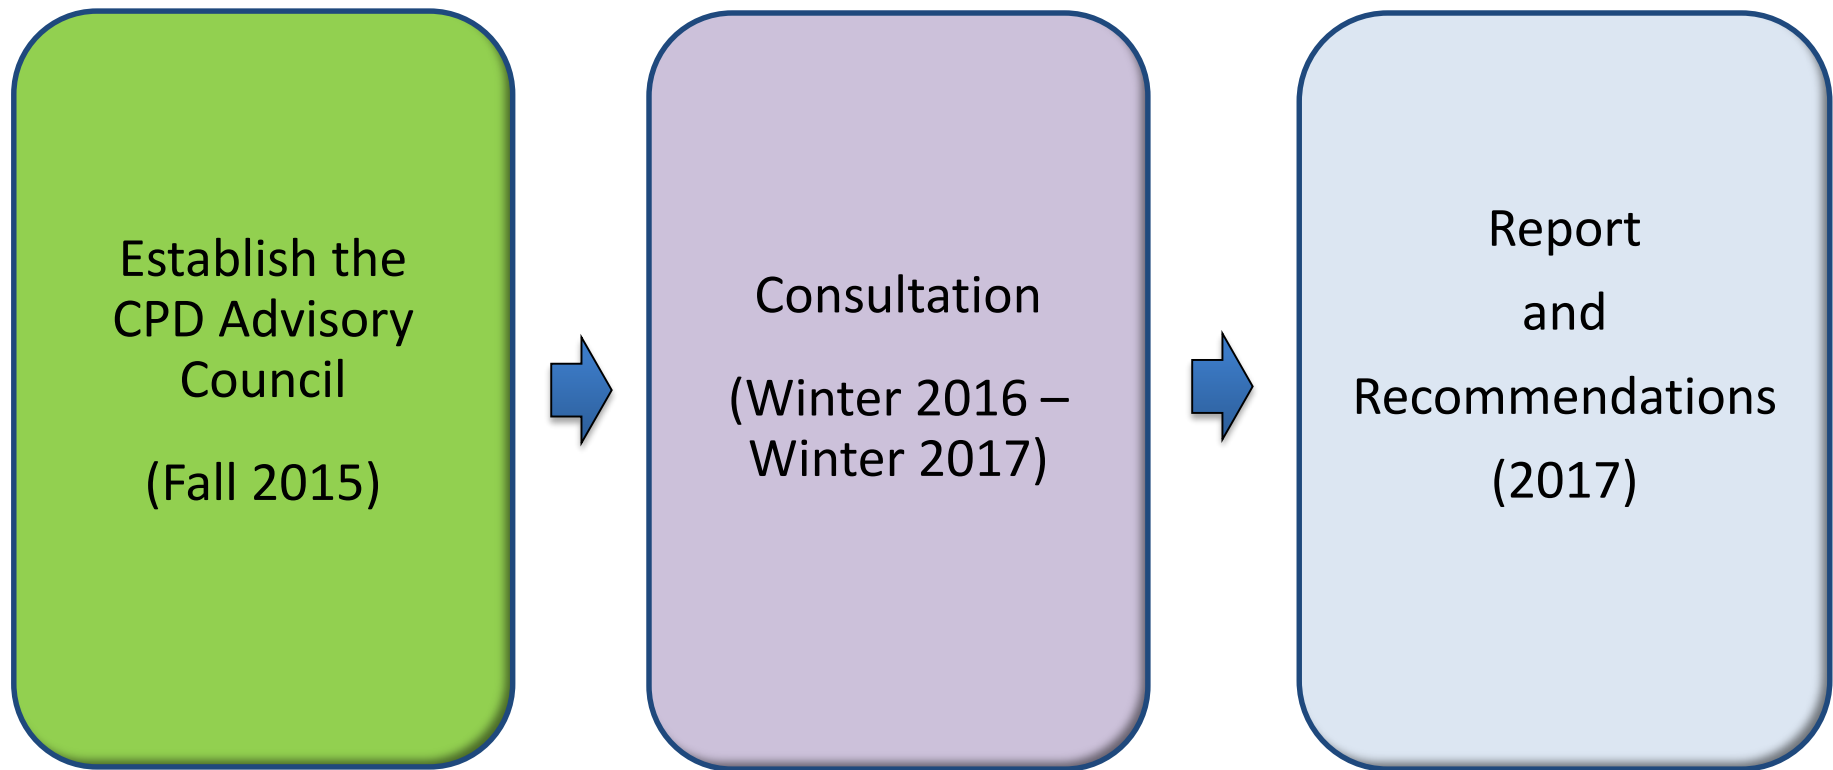 Establish the
CPD Advisory
Council
(Fall 2015)
Consultation
(Winter 2016 –
Winter 2017)
Report
and
Recommendations
(2017)